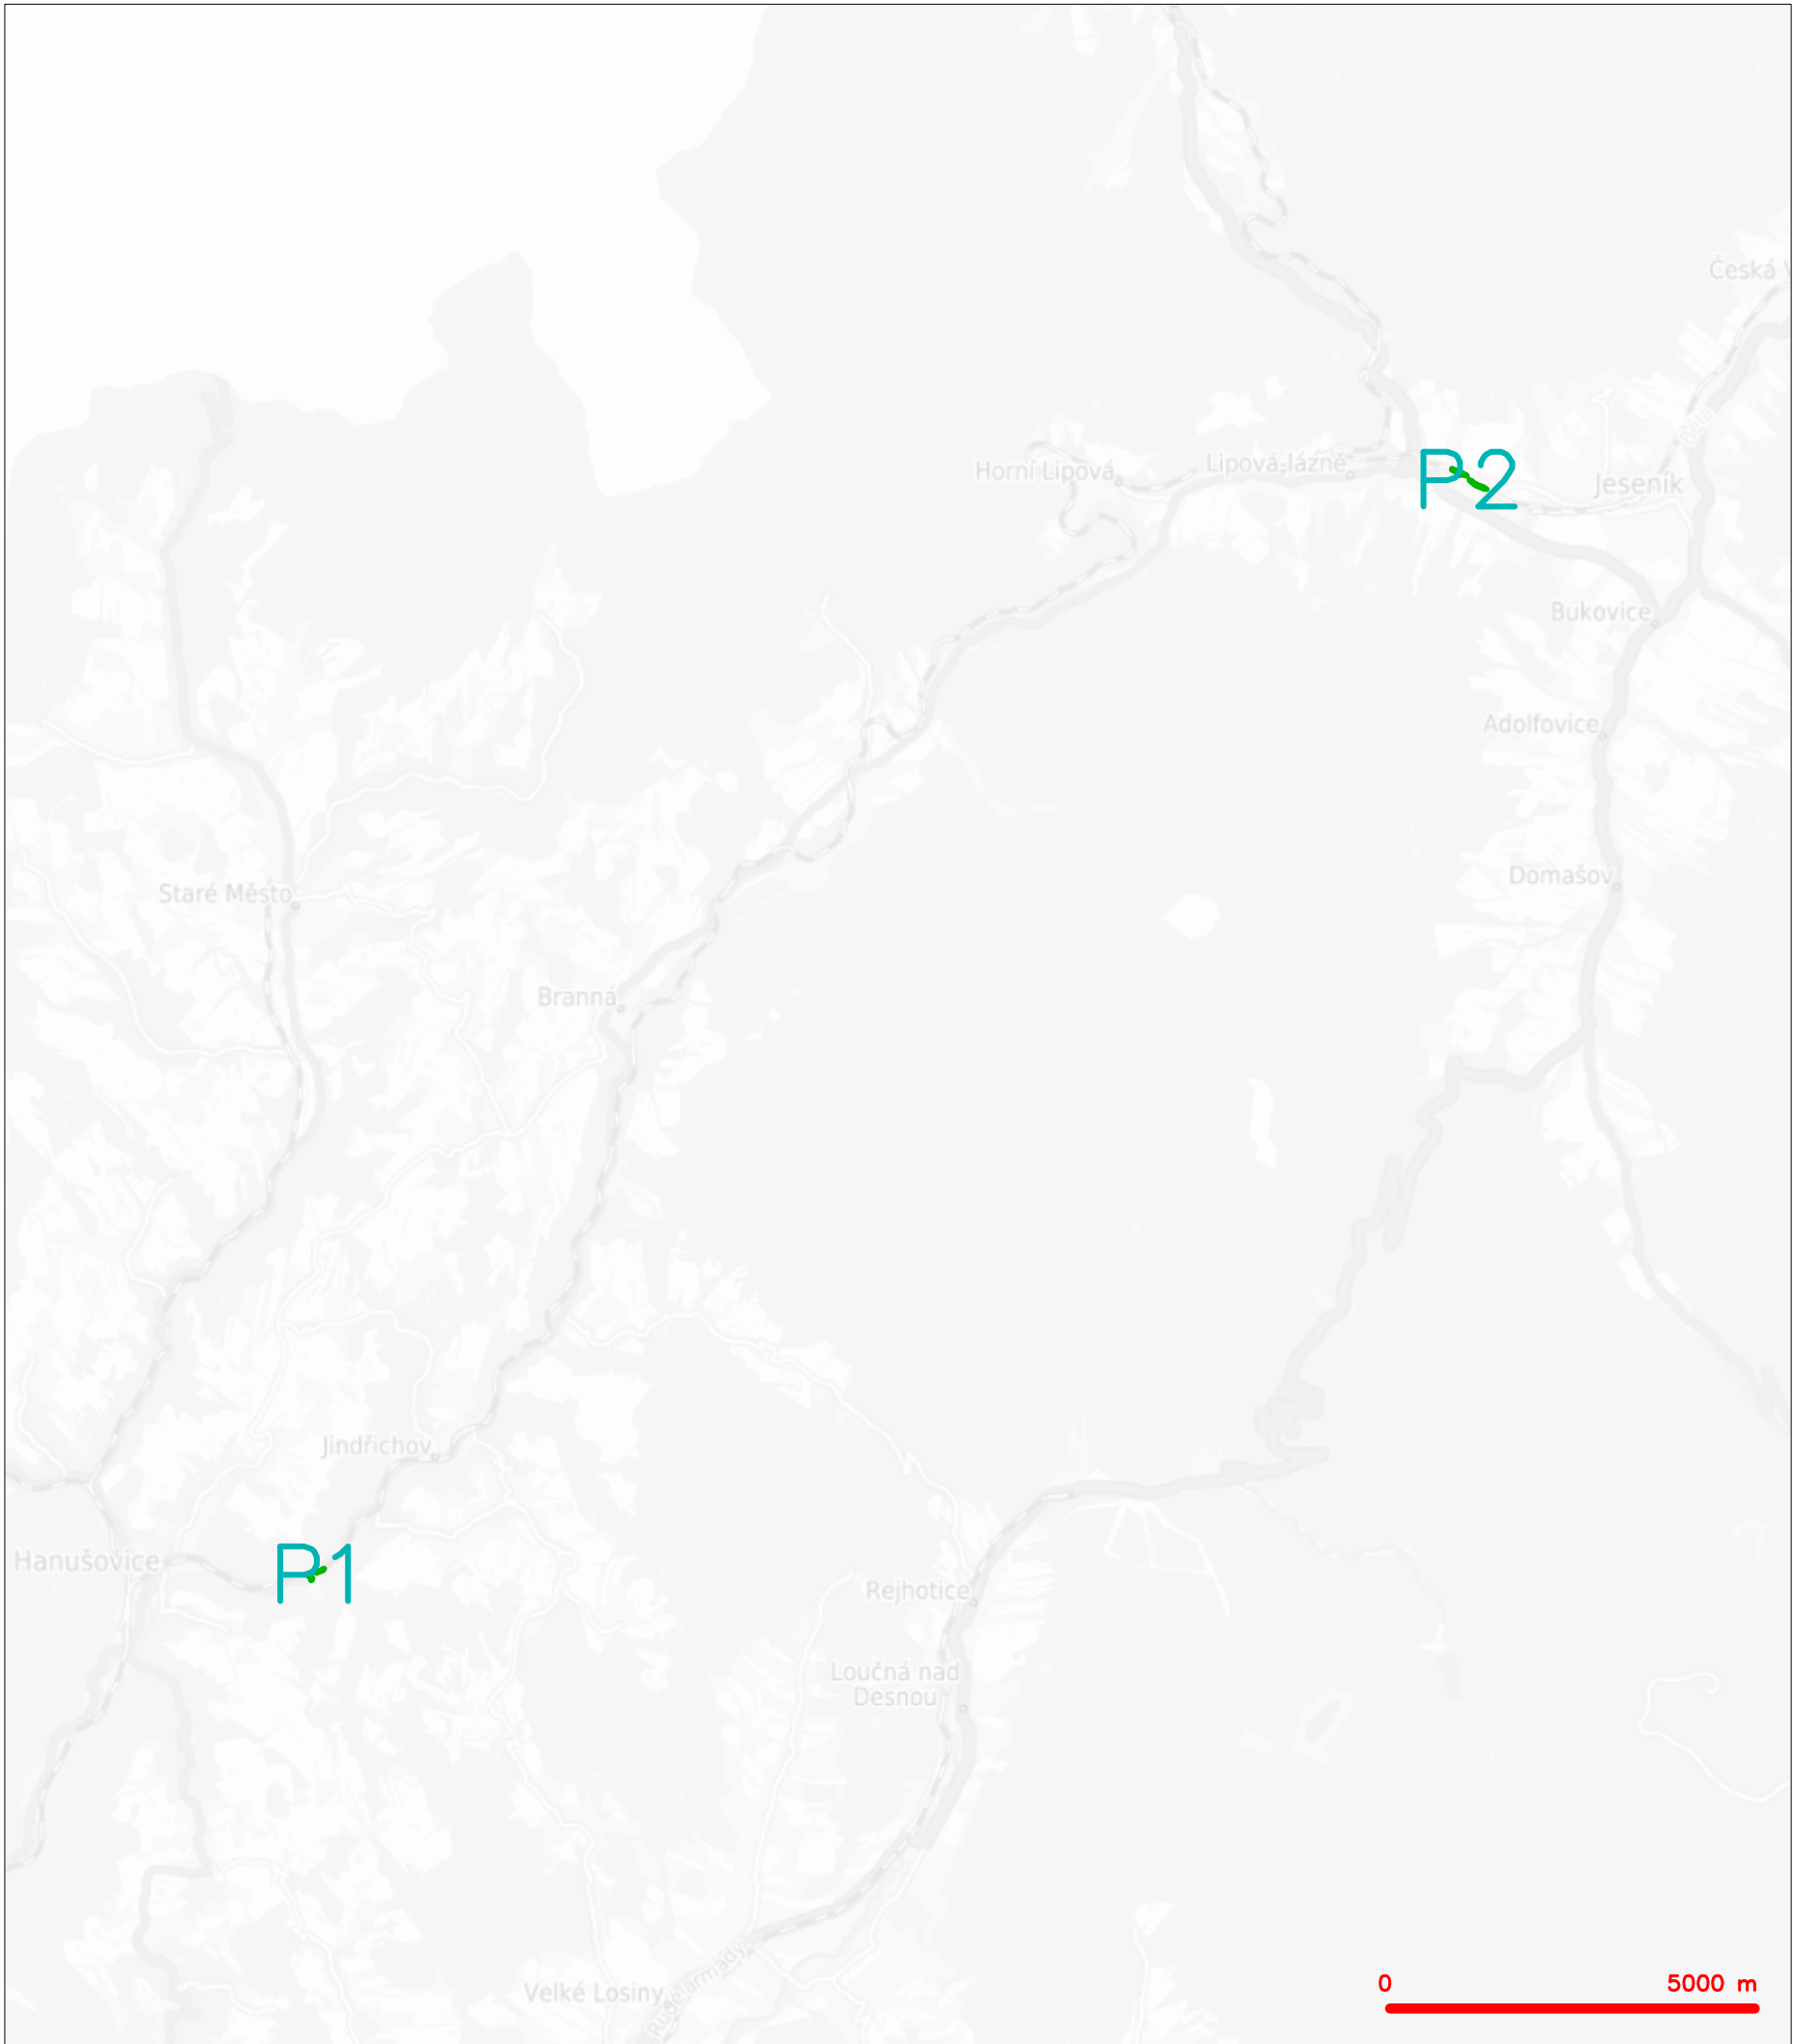 Česká V
Horní Lipová
Lipová-lázně
P2
Jeseník
Bukovice
Adolfovice
Domašov
Staré Město
Branná
Jindřichov
Hanušovice
P1
Rejhotice
Loučná nad
Desnou
Velké Losiny
0 5000 m